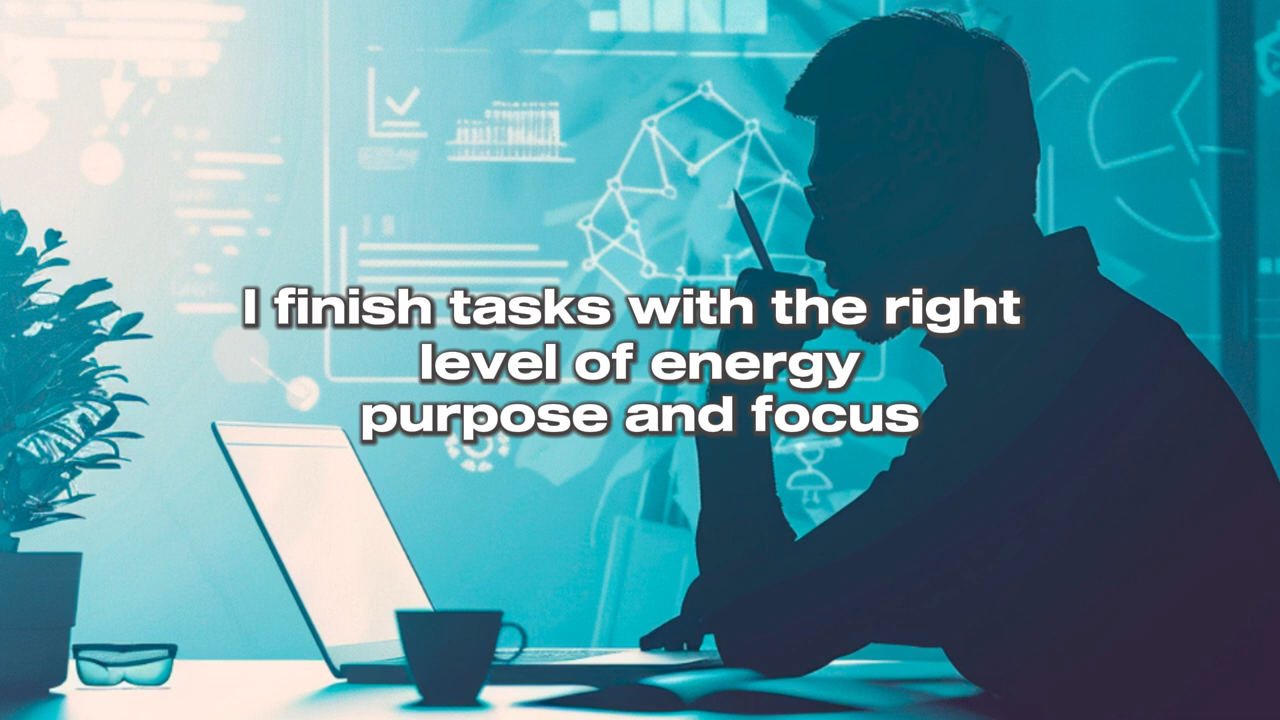 I finish tasks with the right
level of energy
purpose and focus